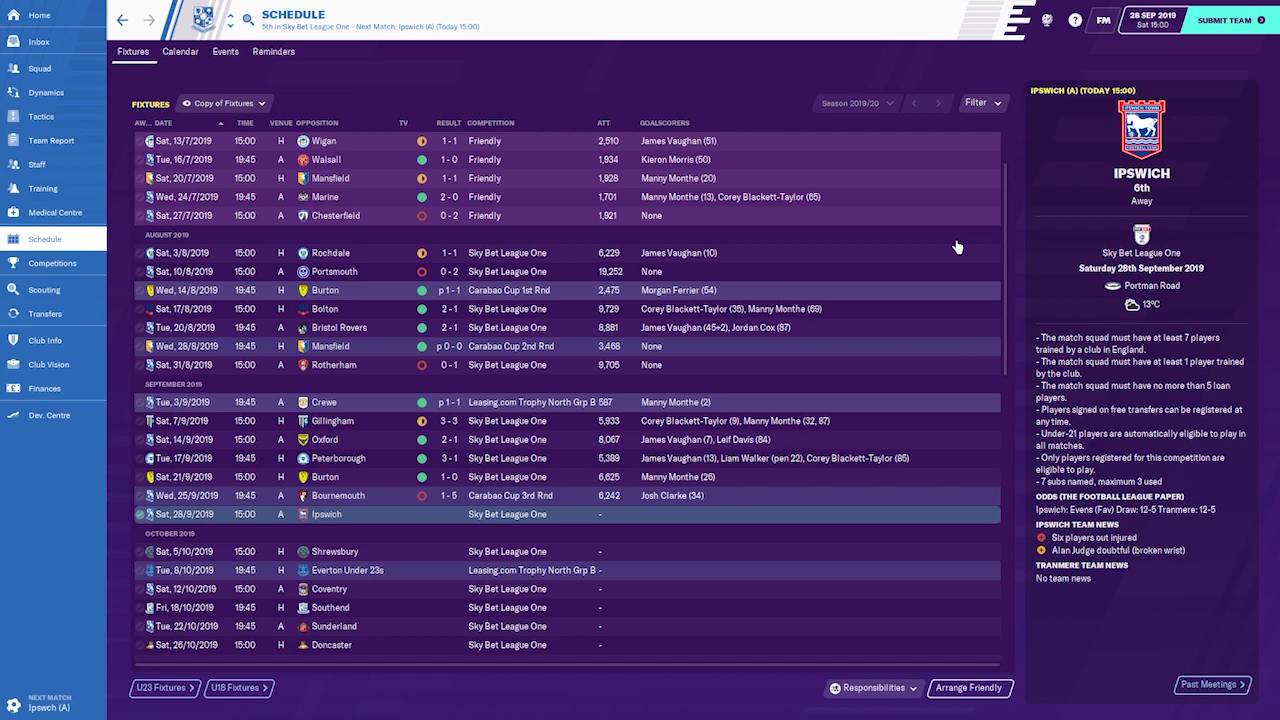 Home
Inbox
Squad
Dynamics
Tactics
Team Report
Staff
Training
Medical Centre
Schedule
Competitions
Scouting
Transfers
Club Info
Club Vision
Finances
Dev. Centre
NEXT MATCH
Ipswch (A)
SCHEDULE
5th in Sky Bet League One - Next Match: Ipswich (A) (Today 15:00)
? FM 28 SEP 2019 Sat 15:00 SUBMIT TEAM
Fixtures Calendar Events Reminders
FIXTURES Copy of Fixtures Season 2019/20 Filter
AW... DATE TIME VENUE OPPOSITION TV RESULT COMPETITION ATT GOALSCORERS
Sat, 13/7/2019 15:00 H Wigan 1 - 1 Friendly 2,510 James Vaughan (51)
Tue, 16/7/2019 15:00 A Walsall 1 - 0 Friendly 1,934 Kieron Morris (50)
Sat, 20/7/2019 15:00 H Mansfield 1 - 1 Friendly 1,928 Manny Monthe (20)
Wed, 24/7/2019 19:45 A Marine 2 - 0 Friendly 1,701 Manny Monthe (13), Corey Blackett-Taylor (65)
Sat, 27/7/2019 15:00 A Chesterfield 0 - 2 Friendly 1,921 None
AUGUST 2019
Sat, 3/8/2019 15:00 H Rochdale 1 - 1 Sky Bet League One 6,229 James Vaughan (10)
Sat, 10/8/2019 15:00 A Portsmouth 0 - 2 Sky Bet League One 19,252 None
Wed, 14/8/2019 19:45 H Burton p 1 - 1 Carabao Cup 1st Rnd 2,475 Morgan Ferrier (54)
Sat, 17/8/2019 15:00 H Bolton 2 - 1 Sky Bet League One 9,729 Corey Blackett-Taylor (35), Manny Monthe (69)
Tue, 20/8/2019 19:45 A Bristol Rovers 2 - 1 Sky Bet League One 8,881 James Vaughan (45+2), Jordan Cox (87)
Wed, 28/8/2019 19:45 H Mansfield p 0 - 0 Carabao Cup 2nd Rnd 3,468 None
Sat, 31/8/2019 15:00 A Rotherham 0 - 1 Sky Bet League One 9,705 None
SEPTEMBER 2019
Tue, 3/9/2019 19:45 A Crewe p 1 - 1 Leasing.com Trophy North Grp B 587 Manny Monthe (2)
Sat, 7/9/2019 15:00 H Gillingham 3 - 3 Sky Bet League One 5,933 Corey Blackett-Taylor (9), Manny Monthe (32, 87)
Sat, 14/9/2019 15:00 A Oxford 2 - 1 Sky Bet League One 8,067 James Vaughan (7), Leif Davis (84)
Tue, 17/9/2019 19:45 H Peterborough 3 - 1 Sky Bet League One 5,389 James Vaughan (13), Liam Walker (pen 22), Corey Blackett-Taylor (85)
Sat, 21/9/2019 15:00 H Burton 1 - 0 Sky Bet League One 6,625 Manny Monthe (26)
Wed, 25/9/2019 19:45 A Bournemouth 1 - 5 Carabao Cup 3rd Rnd 6,242 Josh Clarke (34)
Sat, 28/9/2019 15:00 A Ipswich Sky Bet League One -
OCTOBER 2019
Sat, 5/10/2019 15:00 H Shrewsbury Sky Bet League One -
Tue, 8/10/2019 19:45 H Everton Under 23s Leasing.com Trophy North Grp B -
Sat, 12/10/2019 15:00 A Coventry Sky Bet League One -
Fri, 18/10/2019 19:45 H Southend Sky Bet League One -
Tue, 22/10/2019 19:45 A Sunderland Sky Bet League One -
Sat, 26/10/2019 15:00 H Doncaster Sky Bet League One -
U23 Fixtures U18 Fixtures Responsibilities Arrange Friendly
IPSWICH (A) (TODAY 15:00)
IPSWICH
6th
Away
Sky Bet League One
Saturday 28th September 2019
Portman Road
13°C
- The match squad must have at least 7 players
trained by a club in England.
- The match squad must have at least 1 player trained
by the club.
- The match squad must have no more than 5 loan
players.
- Players signed on free transfers can be registered at
any time.
- Under-21 players are automatically eligible to play in
all matches.
- Only players registered for this competition are
eligible to play.
- 7 subs named, maximum 3 used
ODDS (THE FOOTBALL LEAGUE PAPER)
Ipswich: Evens (Fav) Draw: 12-5 Tranmere: 12-5
IPSWICH TEAM NEWS
Six players out injured
Alan Judge doubtful (broken wrist)
TRANMERE TEAM NEWS
No team news
Past Meetings